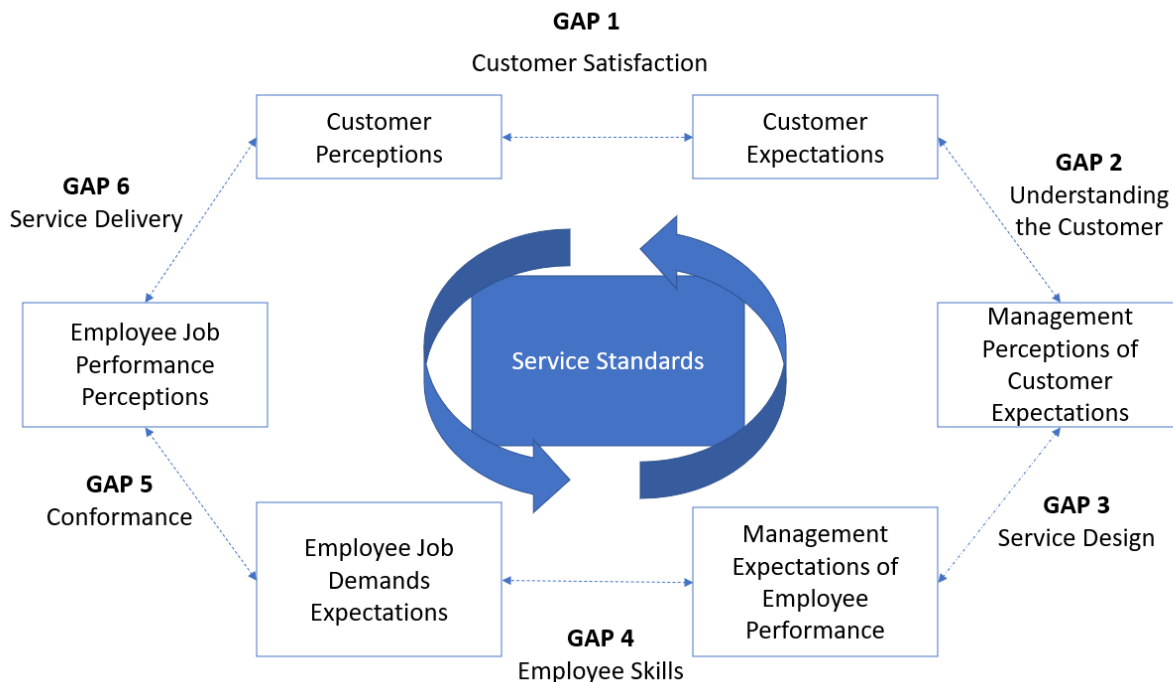 GAP 1
Customer Satisfaction
Customer
Perceptions
Customer
Expectations
GAP 6
Service Delivery
GAP 2
Understanding
the Customer
Employee Job
Performance
Perceptions
Service Standards
Management
Perceptions of
Customer
Expectations
GAP 5
Conformance
GAP 3
Service Design
Employee Job
Demands
Expectations
Management
Expectations of
Employee
Performance
GAP 4
Employee Skills